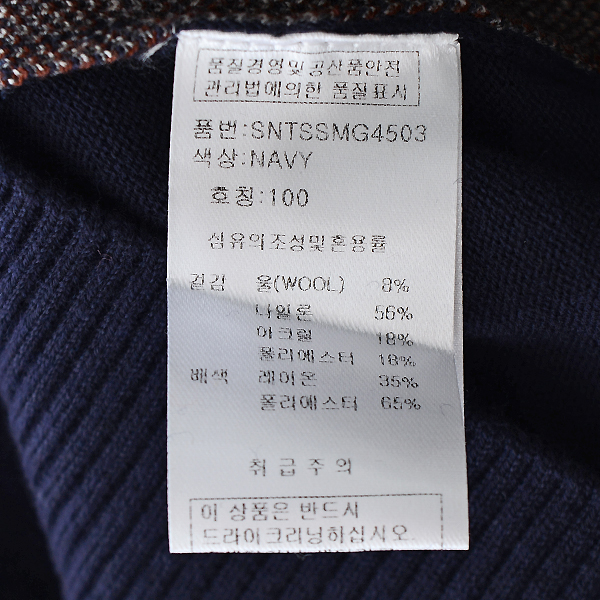 품질경영및공산품안전
관리법에의한 품질표시
품번:SNTSSMG4503
색상:NAVY
호칭:100
섬유의조성및혼용률
겉감 울(WOOL) 8%
나일론 56%
아크릴 18%
폴리에스터 18%
배색 레이온 35%
폴리에스터 65%
취급주의
이 상품은 반드시
드라이크리닝하십시오.